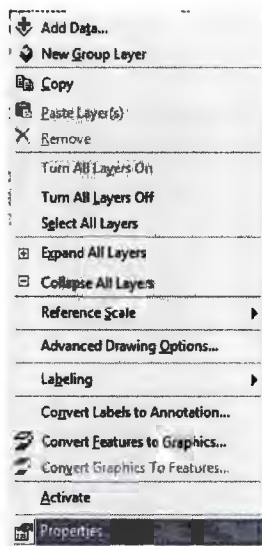 Add Data...
New Group Layer
Copy
Paste Layer(s)
Remove
Turn All Layers On
Turn All Layers Off
Select All Layers
Expand All Layers
Collapse All Layers
Reference Scale
Advanced Drawing Options...
Labeling
Convert Labels to Annotation...
Convert Features to Graphics...
Convert Graphics To Features...
Activate
Properties